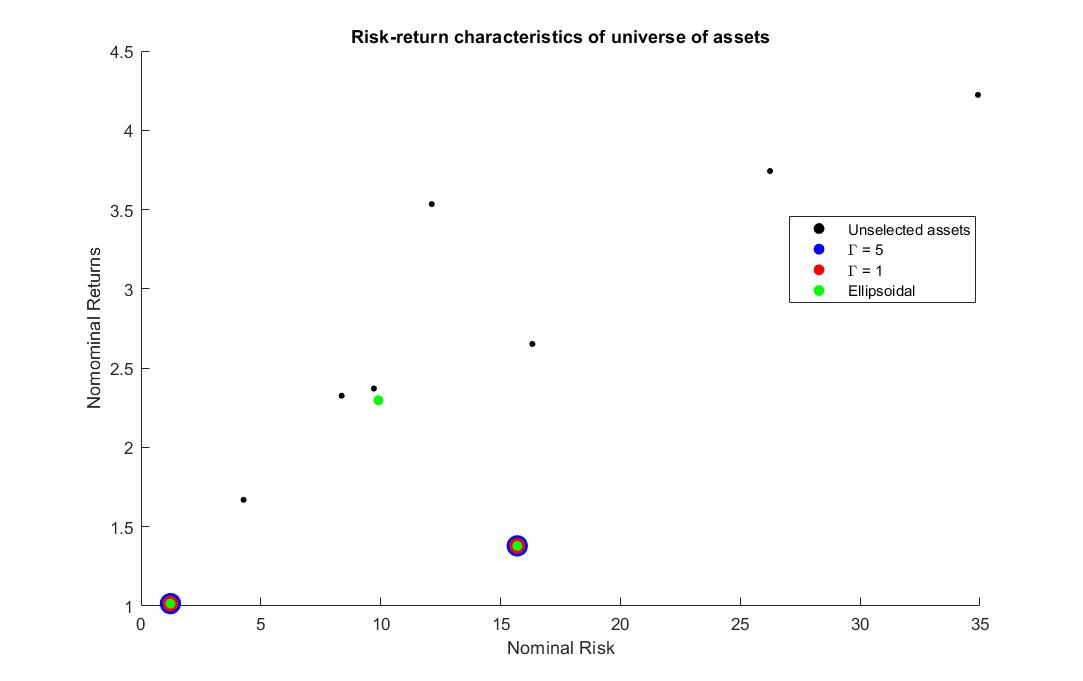 Risk-return characteristics of universe of assets
4.5
4
3.5
3
2.5
2
1.5
1
Nomominal Returns
Unselected assets
Γ = 5
Γ = 1
Ellipsoidal
0 5 10 15 20 25 30 35
Nominal Risk